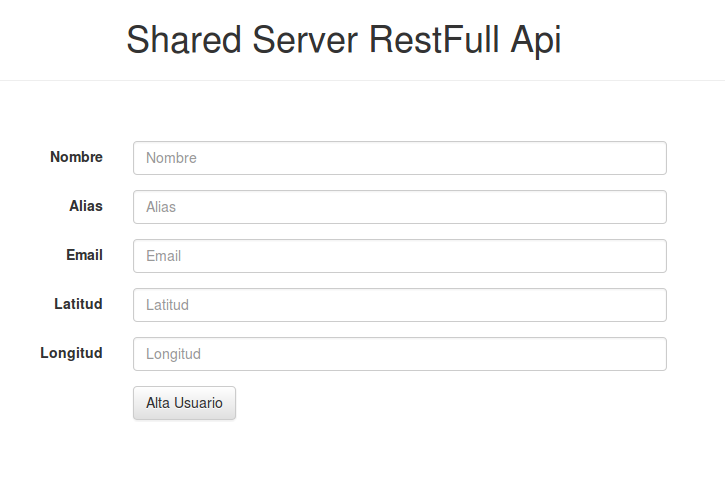 Shared Server RestFull Api
Nombre Nombre
Alias Alias
Email Email
Latitud Latitud
Longitud Longitud
Alta Usuario